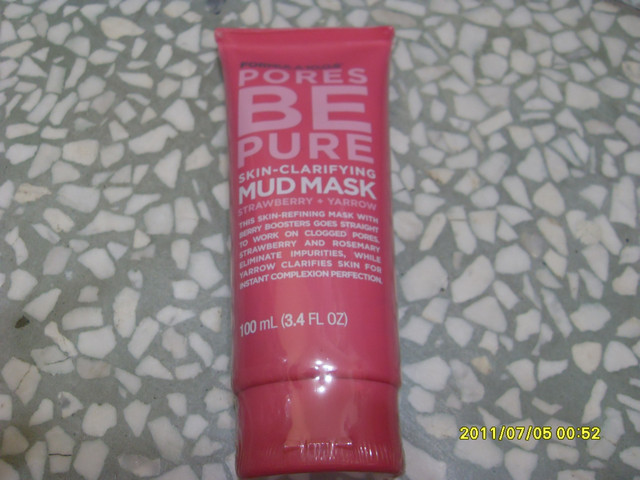 PORES
BE
PURE
SKIN-CLARIFYING
MUD MASK
STRAWBERRY + YARROW
THIS SKIN-REFINING MASK WITH
BERRY BOOSTERS GOES STRAIGHT
TO WORK ON CLOGGED PORES.
STRAWBERRY AND ROSEMARY
ELIMINATE IMPURITIES, WHILE
YARROW CLARIFIES SKIN FOR
INSTANT COMPLEXION PERFECTION.
100 mL (3.4 FL OZ)
2011/07/05 00:52